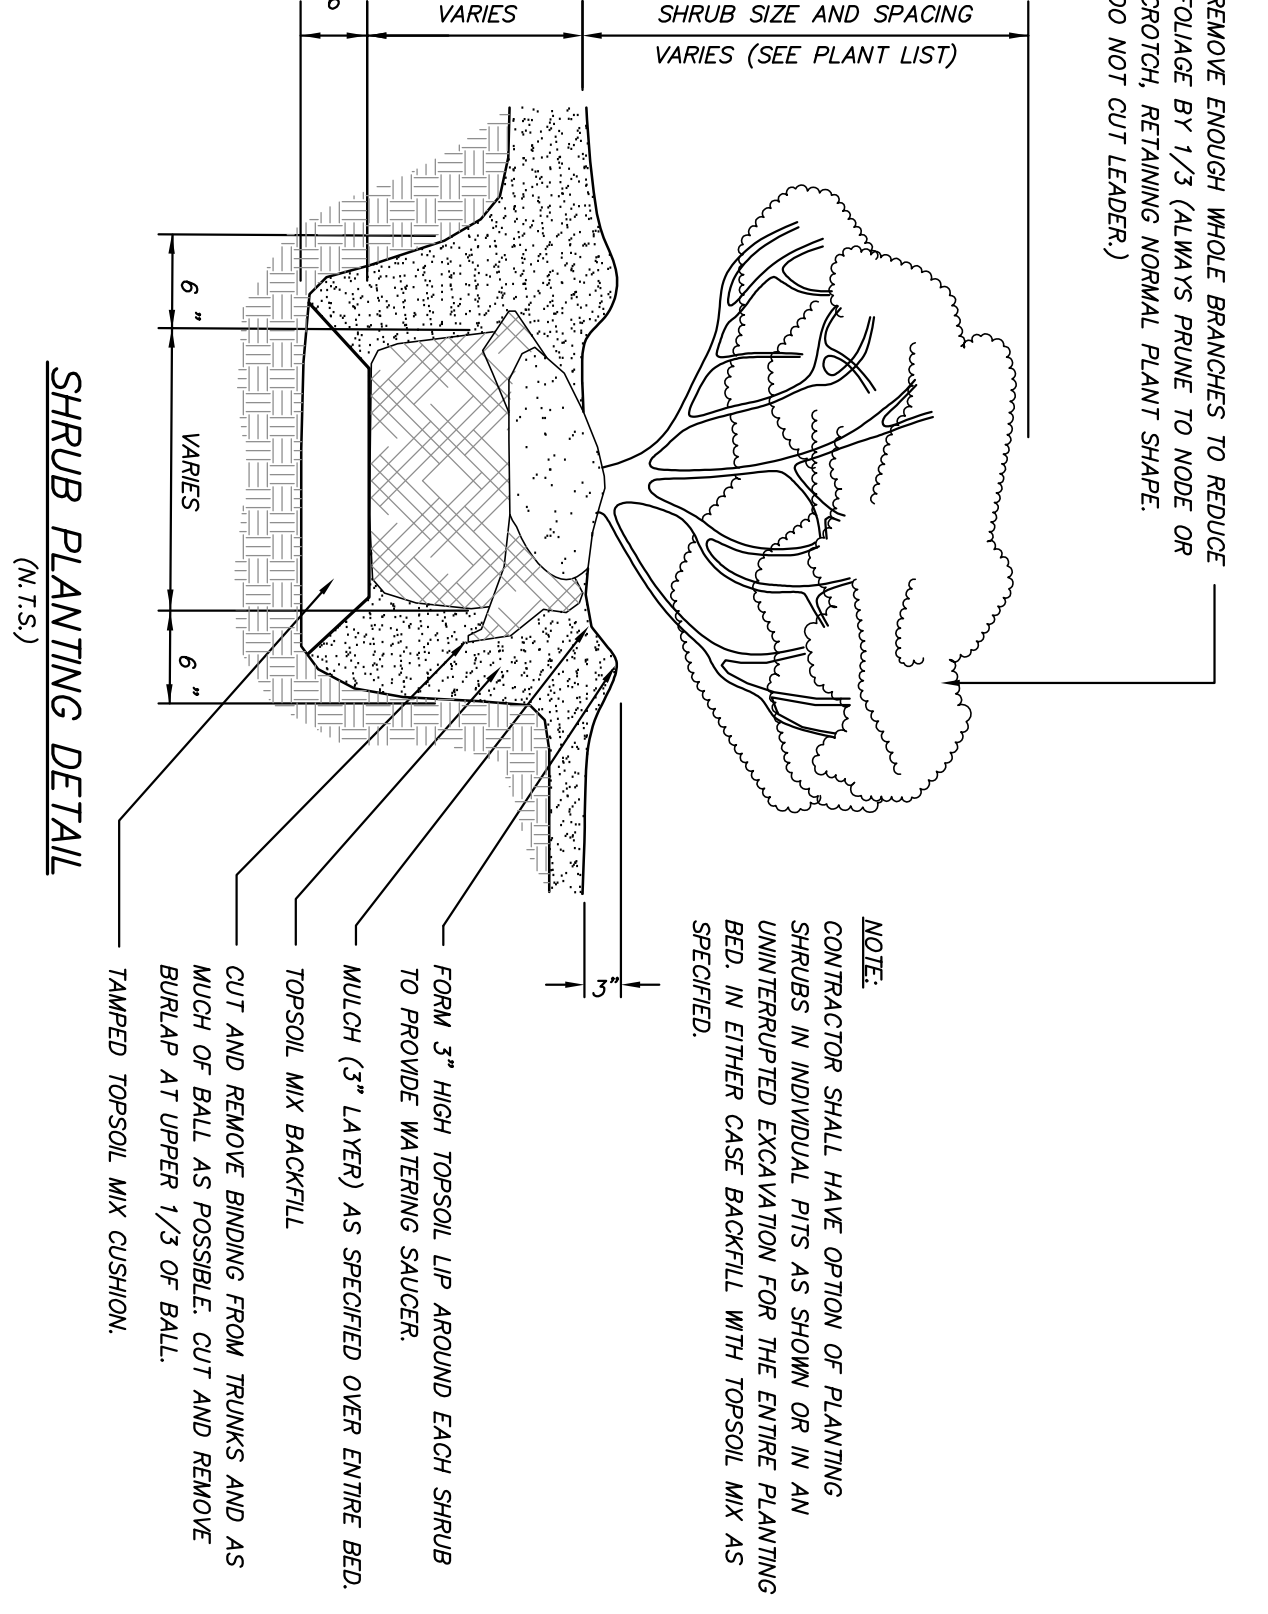 REMOVE ENOUGH WHOLE BRANCHES TO REDUCE
FOLIAGE BY 1/3 (ALWAYS PRUNE TO NODE OR
CROTCH, RETAINING NORMAL PLANT SHAPE.
DO NOT CUT LEADER.)
SHRUB SIZE AND SPACING
VARIES (SEE PLANT LIST)
VARIES
6
NOTE:
CONTRACTOR SHALL HAVE OPTION OF PLANTING
SHRUBS IN INDIVIDUAL PITS AS SHOWN OR IN AN
UNINTERRUPTED EXCAVATION FOR THE ENTIRE PLANTING
BED. IN EITHER CASE BACKFILL WITH TOPSOIL MIX AS
SPECIFIED.
3"
FORM 3" HIGH TOPSOIL LIP AROUND EACH SHRUB
TO PROVIDE WATERING SAUCER.
MULCH (3" LAYER) AS SPECIFIED OVER ENTIRE BED.
TOPSOIL MIX BACKFILL
CUT AND REMOVE BINDING FROM TRUNKS AND AS
MUCH OF BALL AS POSSIBLE. CUT AND REMOVE
BURLAP AT UPPER 1/3 OF BALL.
TAMPED TOPSOIL MIX CUSHION.
6 "
VARIES
6 "
SHRUB PLANTING DETAIL
(N.T.S.)